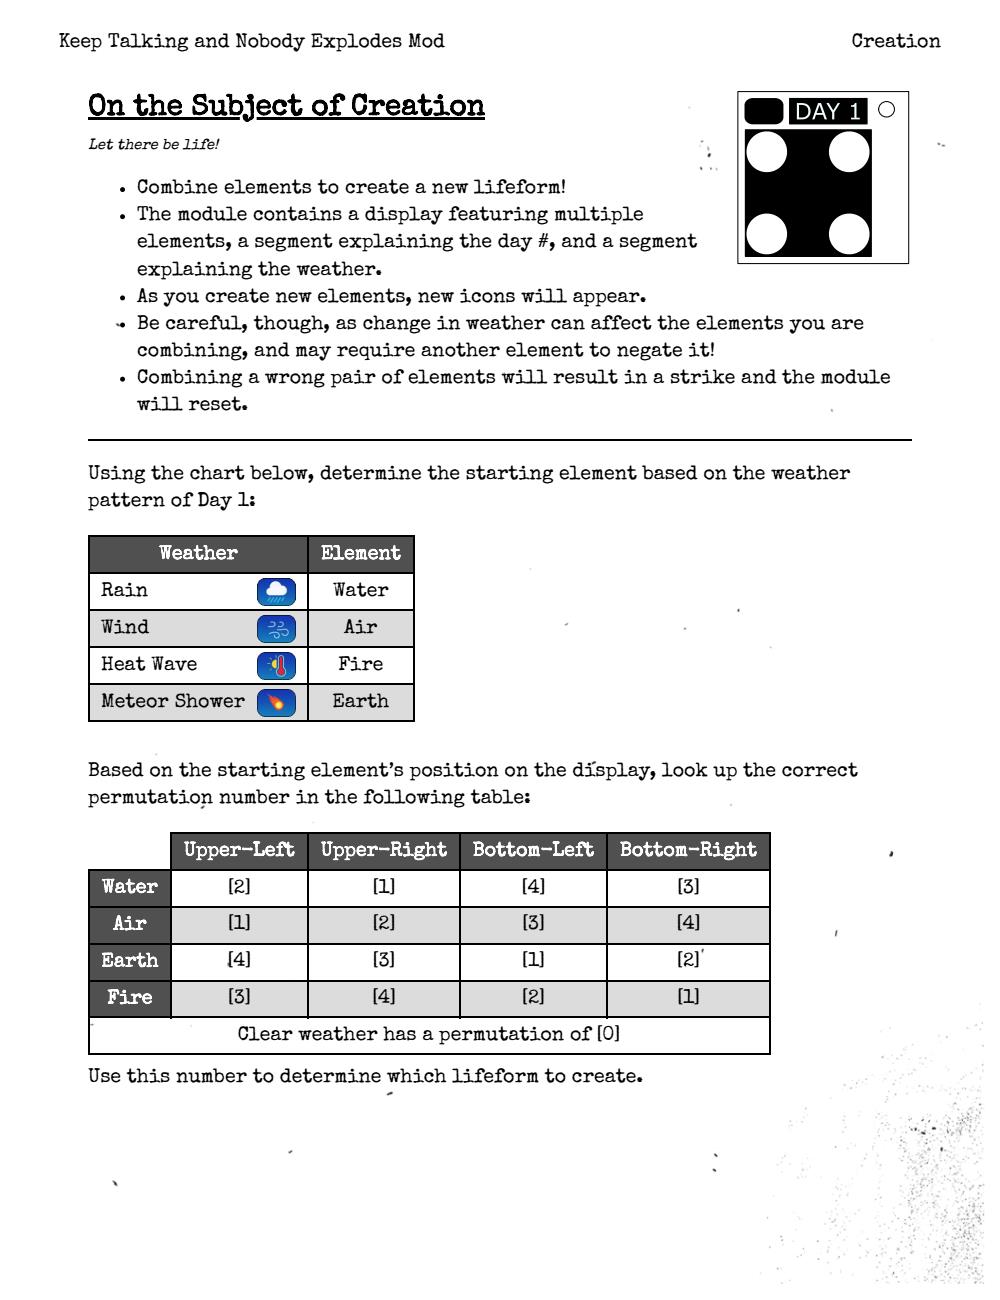 Keep Talking and Nobody Explodes Mod Creation
On the Subject of Creation
DAY 1
Let there be life!
• Combine elements to create a new lifeform!
• The module contains a display featuring multiple
elements, a segment explaining the day #, and a segment
explaining the weather.
• As you create new elements, new icons will appear.
• Be careful, though, as change in weather can affect the elements you are
combining, and may require another element to negate it!
• Combining a wrong pair of elements will result in a strike and the module
will reset.
Using the chart below, determine the starting element based on the weather
pattern of Day 1:
Weather Element
Rain Water
Wind Air
Heat Wave Fire
Meteor Shower Earth
Based on the starting element's position on the display, look up the correct
permutation number in the following table:
Upper-Left Upper-Right Bottom-Left Bottom-Right
Water [2] [1] [4] [3]
Air [1] [2] [3] [4]
Earth [4] [3] [1] [2]
Fire [3] [4] [2] [1]
Clear weather has a permutation of [0]
Use this number to determine which lifeform to create.